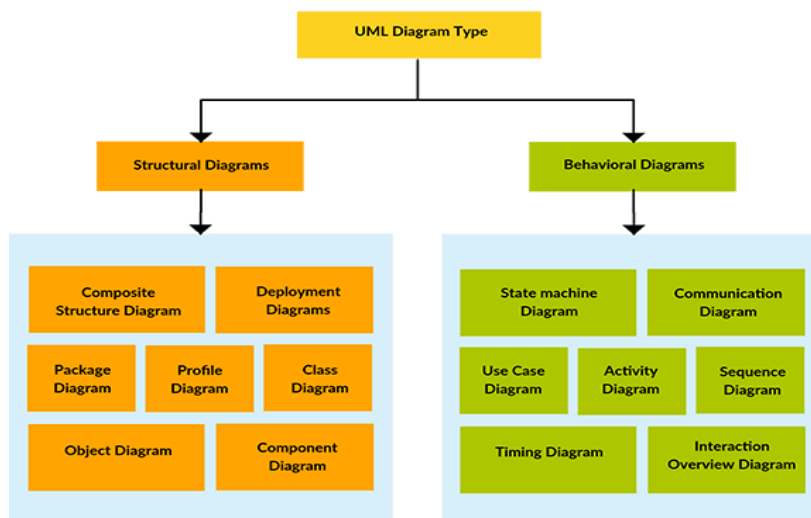 UML Diagram Type
Structural Diagrams
Behavioral Diagrams
Composite
Structure Diagram
Deployment
Diagrams
Package
Diagram
Profile
Diagram
Class
Diagram
Object Diagram
Component
Diagram
State machine
Diagram
Communication
Diagram
Use Case
Diagram
Activity
Diagram
Sequence
Diagram
Timing Diagram
Interaction
Overview Diagram